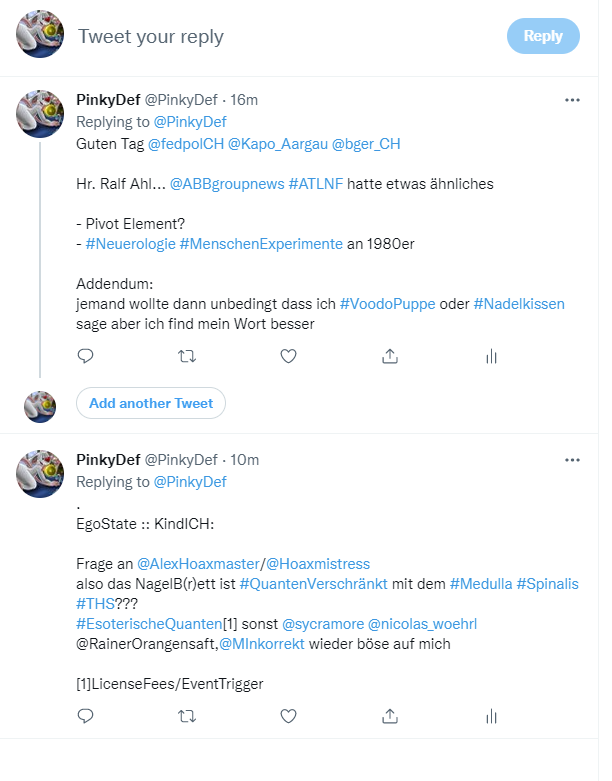 Tweet your reply
Reply
PinkyDef @PinkyDef · 16m
Replying to @PinkyDef
Guten Tag @fedpolCH @Kapo_Aargau @bger_CH
Hr. Ralf Ahl... @ABBgroupnews #ATLNF hatte etwas ähnliches
- Pivot Element?
- #Neuerologie #MenschenExperimente an 1980er
Addendum:
jemand wollte dann unbedingt dass ich #VoodoPuppe oder #Nadelkissen
sage aber ich find mein Wort besser
Add another Tweet
PinkyDef @PinkyDef · 10m
Replying to @PinkyDef
.
EgoState :: KindICH:
Frage an @AlexHoaxmaster/@Hoaxmistress
also das NagelB(r)ett ist #QuantenVerschränkt mit dem #Medulla #Spinalis
#THS???
#EsoterischeQuanten[1] sonst @sycramore @nicolas_woehrl
@RainerOrangensaft,@MInkorrekt wieder böse auf mich
[1]LicenseFees/EventTrigger